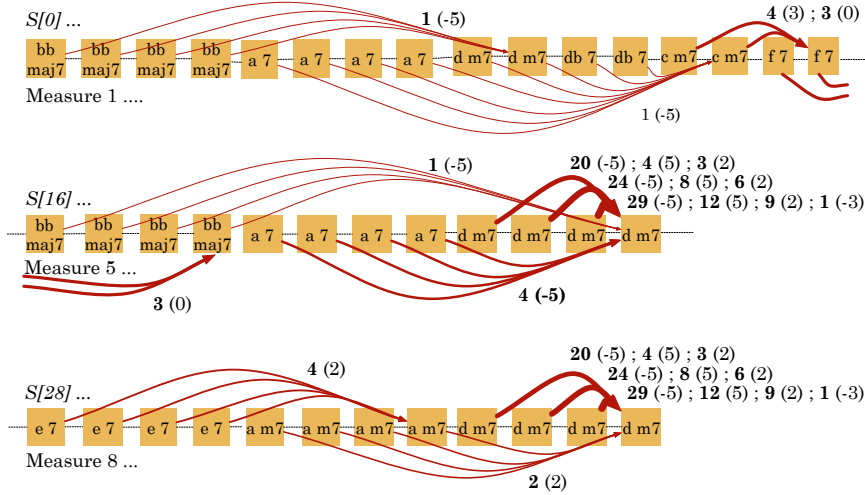 S[0] ...
1 (-5)
4 (3) ; 3 (0)
bb maj7 bb maj7 bb maj7 bb maj7 a 7 a 7 a 7 a 7 d m7 d m7 db 7 db 7 c m7 c m7 f 7 f 7
Measure 1 ....
1 (-5)
S[16] ...
1 (-5)
20 (-5) ; 4 (5) ; 3 (2)
24 (-5) ; 8 (5) ; 6 (2)
29 (-5) ; 12 (5) ; 9 (2) ; 1 (-3)
bb maj7 bb maj7 bb maj7 bb maj7 a 7 a 7 a 7 a 7 d m7 d m7 d m7 d m7
Measure 5 ...
3 (0)
4 (-5)
S[28] ...
4 (2)
20 (-5) ; 4 (5) ; 3 (2)
24 (-5) ; 8 (5) ; 6 (2)
29 (-5) ; 12 (5) ; 9 (2) ; 1 (-3)
e 7 e 7 e 7 e 7 a m7 a m7 a m7 a m7 d m7 d m7 d m7 d m7
Measure 8 ...
2 (2)